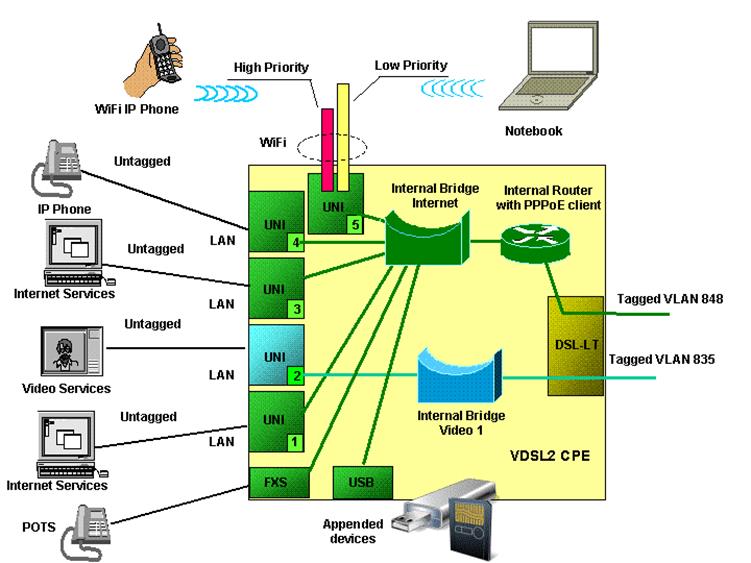 High Priority
Low Priority
WiFi IP Phone
Notebook
WiFi
Untagged
IP Phone
LAN
UNI
4
UNI
5
Internal Bridge
Internet
Internal Router
with PPPoE client
Untagged
Internet Services
LAN
UNI
3
Tagged VLAN 848
DSL-LT
Tagged VLAN 835
Untagged
Video Services
LAN
UNI
2
Internal Bridge
Video 1
Untagged
Internet Services
LAN
UNI
1
VDSL2 CPE
FXS
USB
POTS
Appended
devices